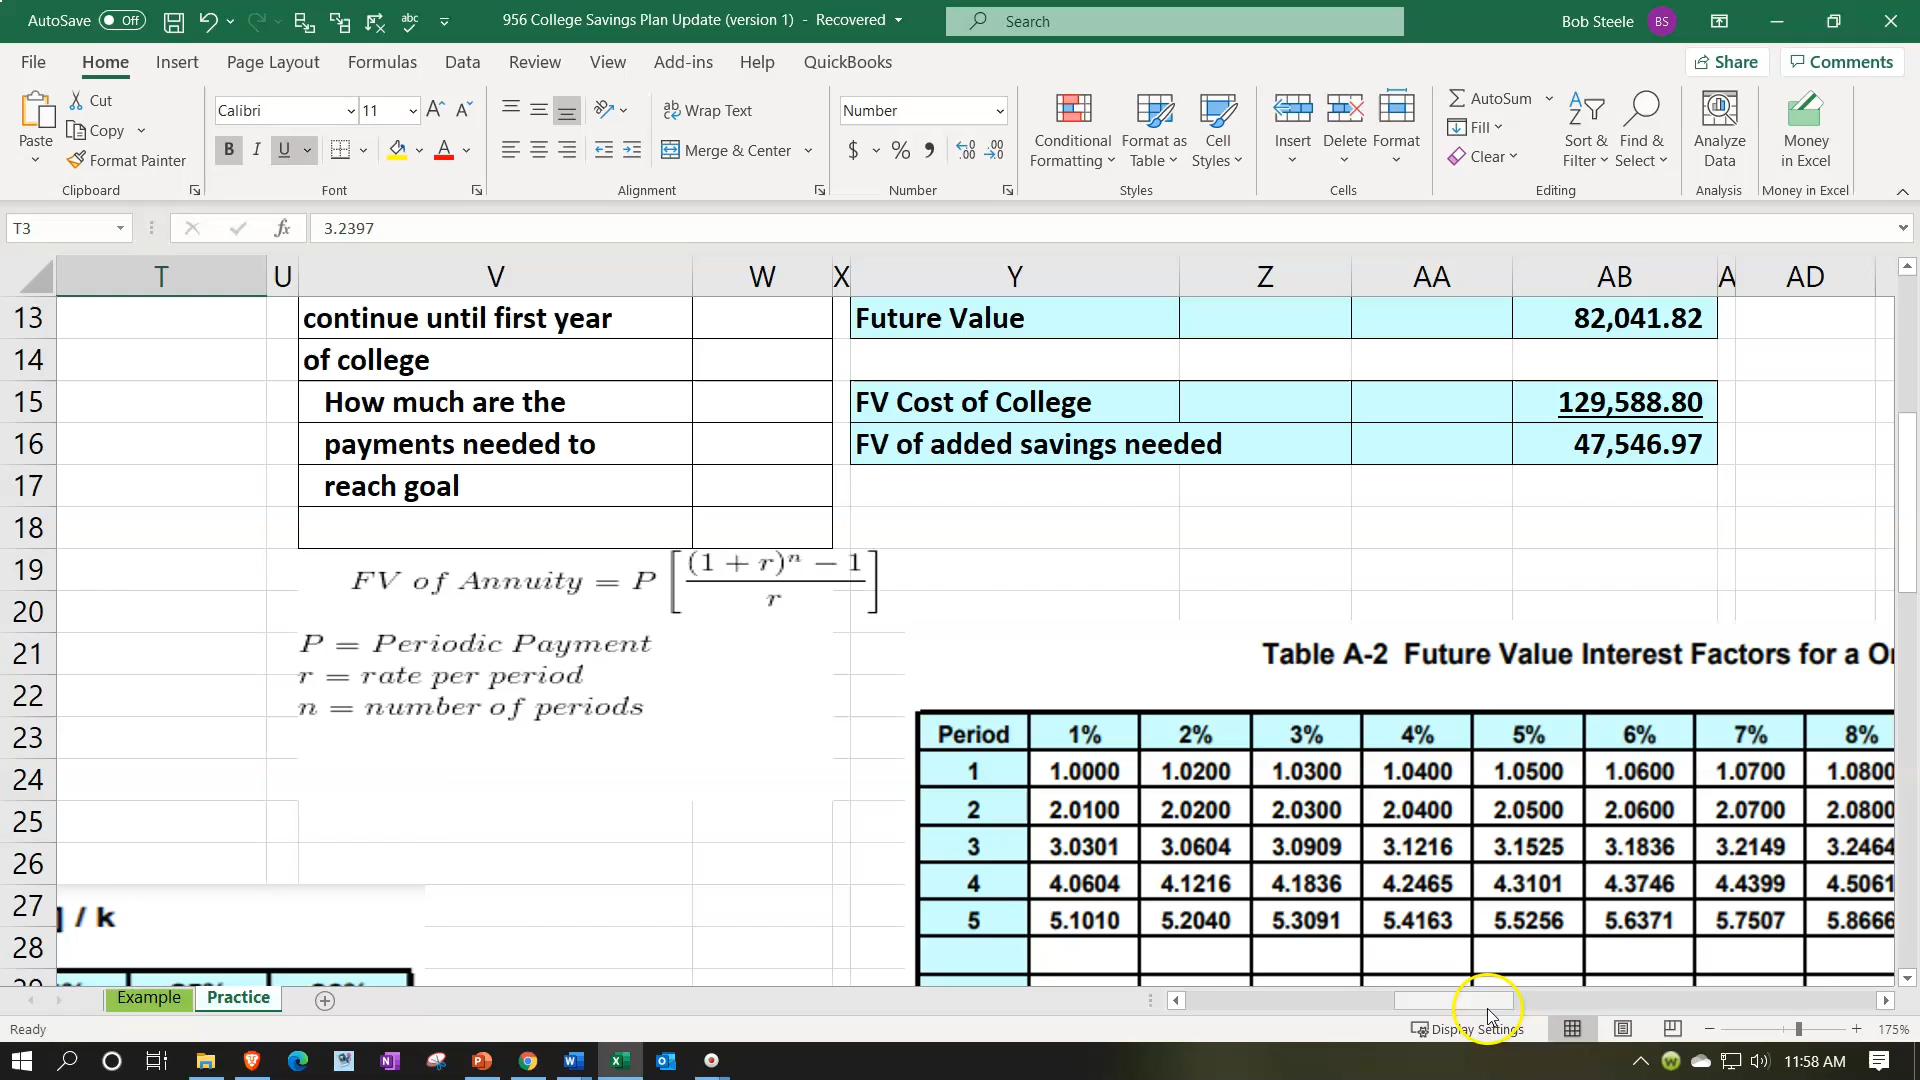 AutoSave Off
956 College Savings Plan Update (version 1) - Recovered
Search
Bob Steele BS
File Home Insert Page Layout Formulas Data Review View Add-ins Help QuickBooks
Share Comments
Paste
Cut
Copy
Format Painter
Clipboard
Calibri 11
B I U A
Font
ab Wrap Text
Merge & Center
Alignment
Number
$ %
Number
Conditional Formatting
Format as Table
Cell Styles
Styles
Insert Delete Format
Cells
AutoSum
Fill
Clear
Sort & Filter
Find & Select
Editing
Analyze Data
Analysis
Money in Excel
Money in Excel
T3 fx 3.2397
T U V W X Y Z AA AB A AD
13 continue until first year Future Value 82,041.82
14 of college
15 How much are the FV Cost of College 129,588.80
16 payments needed to FV of added savings needed 47,546.97
17 reach goal
18
19 FV of Annuity = P [ (1 + r)ⁿ − 1 / r ]
20
21 P = Periodic Payment Table A-2 Future Value Interest Factors for a
22 r = rate per period
n = number of periods
23 Period 1% 2% 3% 4% 5% 6% 7% 8%
24 1 1.0000 1.0200 1.0300 1.0400 1.0500 1.0600 1.0700 1.0800
25 2 2.0100 2.0200 2.0300 2.0400 2.0500 2.0600 2.0700 2.0800
26 3 3.0301 3.0604 3.0909 3.1216 3.1525 3.1836 3.2149 3.2464
27 ] / k 4 4.0604 4.1216 4.1836 4.2465 4.3101 4.3746 4.4399 4.5061
28 5 5.1010 5.2040 5.3091 5.4163 5.5256 5.6371 5.7507 5.8666
Example Practice
Ready Display Settings 175%
11:58 AM